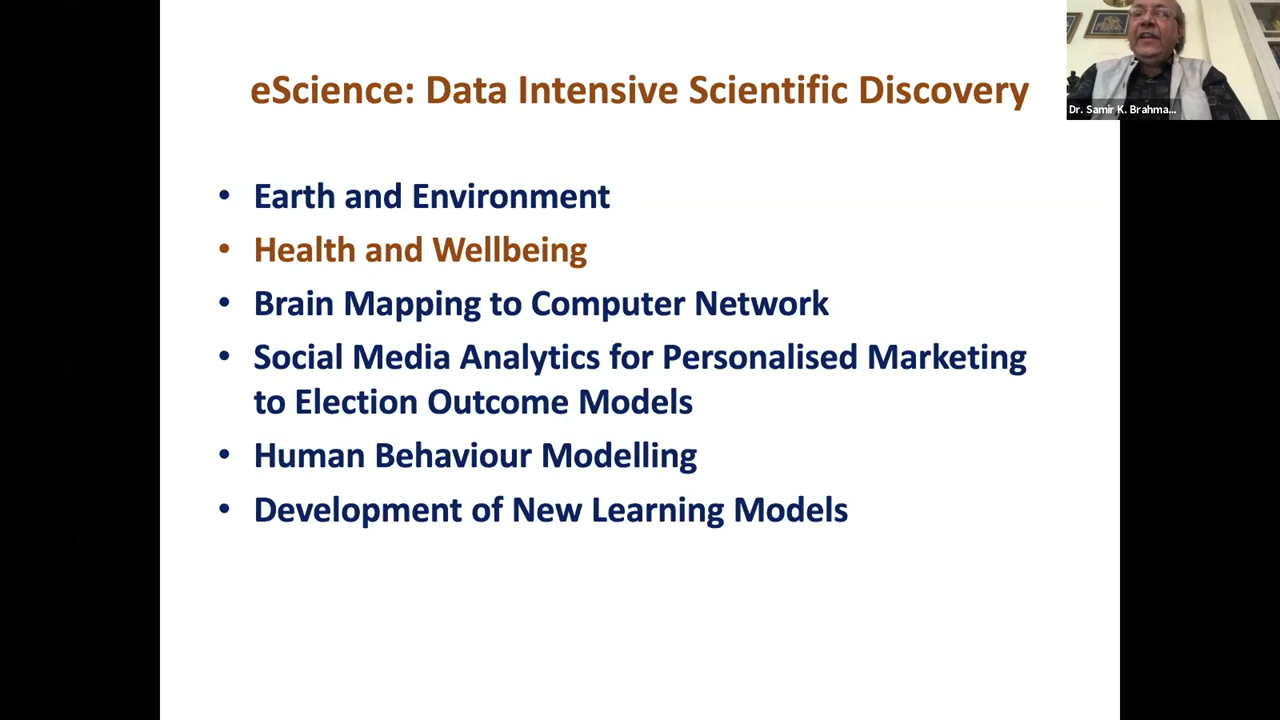 eScience: Data Intensive Scientific Discovery
Dr. Samir K. Brahma...
• Earth and Environment
• Health and Wellbeing
• Brain Mapping to Computer Network
• Social Media Analytics for Personalised Marketing
to Election Outcome Models
• Human Behaviour Modelling
• Development of New Learning Models